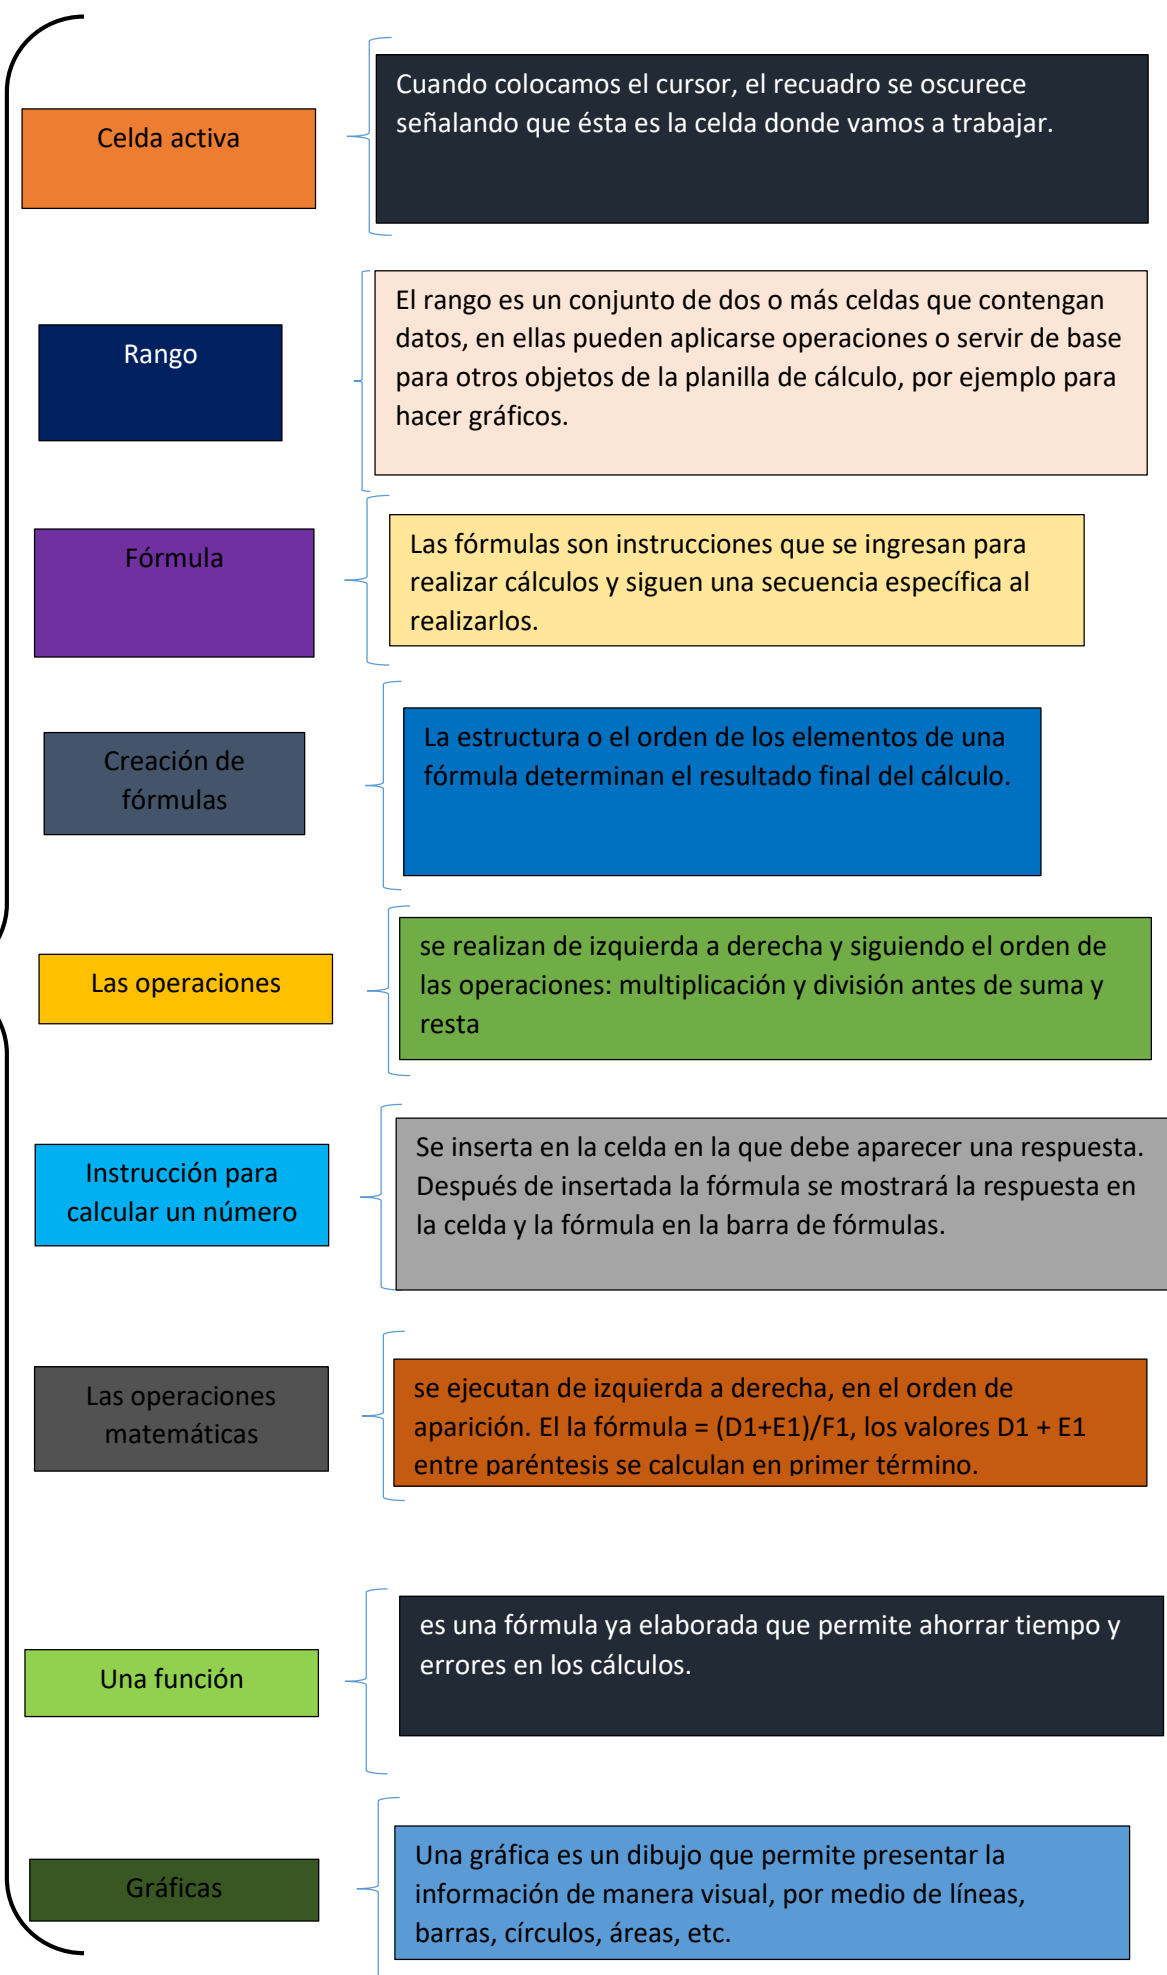 Celda activa
Cuando colocamos el cursor, el recuadro se oscurece
señalando que ésta es la celda donde vamos a trabajar.
Rango
El rango es un conjunto de dos o más celdas que contengan
datos, en ellas pueden aplicarse operaciones o servir de base
para otros objetos de la planilla de cálculo, por ejemplo para
hacer gráficos.
Fórmula
Las fórmulas son instrucciones que se ingresan para
realizar cálculos y siguen una secuencia específica al
realizarlos.
Creación de
fórmulas
La estructura o el orden de los elementos de una
fórmula determinan el resultado final del cálculo.
Las operaciones
se realizan de izquierda a derecha y siguiendo el orden de
las operaciones: multiplicación y división antes de suma y
resta
Instrucción para
calcular un número
Se inserta en la celda en la que debe aparecer una respuesta.
Después de insertada la fórmula se mostrará la respuesta en
la celda y la fórmula en la barra de fórmulas.
Las operaciones
matemáticas
se ejecutan de izquierda a derecha, en el orden de
aparición. El la fórmula = (D1+E1)/F1, los valores D1 + E1
entre paréntesis se calculan en primer término.
Una función
es una fórmula ya elaborada que permite ahorrar tiempo y
errores en los cálculos.
Gráficas
Una gráfica es un dibujo que permite presentar la
información de manera visual, por medio de líneas,
barras, círculos, áreas, etc.